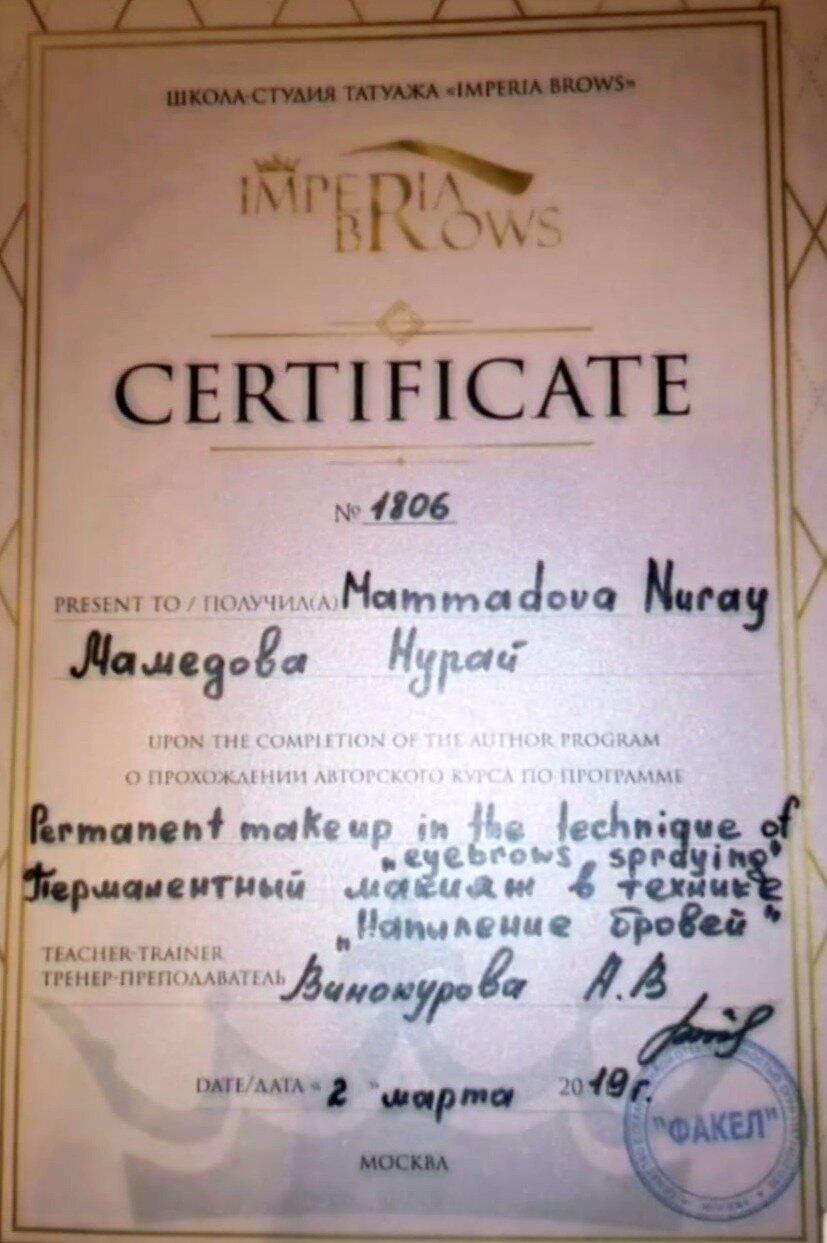 ШКОЛА-СТУДИЯ ТАТУАЖА «IMPERIA BROWS»
IMPERIA
BROWS
CERTIFICATE
№ 1806
PRESENT TO / ПОЛУЧИЛ(А) Mammadova Nuray
Мамедова Нурай
UPON THE COMPLETION OF THE AUTHOR PROGRAM
О ПРОХОЖДЕНИИ АВТОРСКОГО КУРСА ПО ПРОГРАММЕ
Permanent makeup in the technique of
„eyebrows spraying"
Перманентный макияж в технике
„Напыление бровей"
TEACHER-TRAINER
ТРЕНЕР-ПРЕПОДАВАТЕЛЬ Винокурова А.В
DATE/ДАТА « 2 » марта 2019г.
"ФАКЕЛ"
МОСКВА